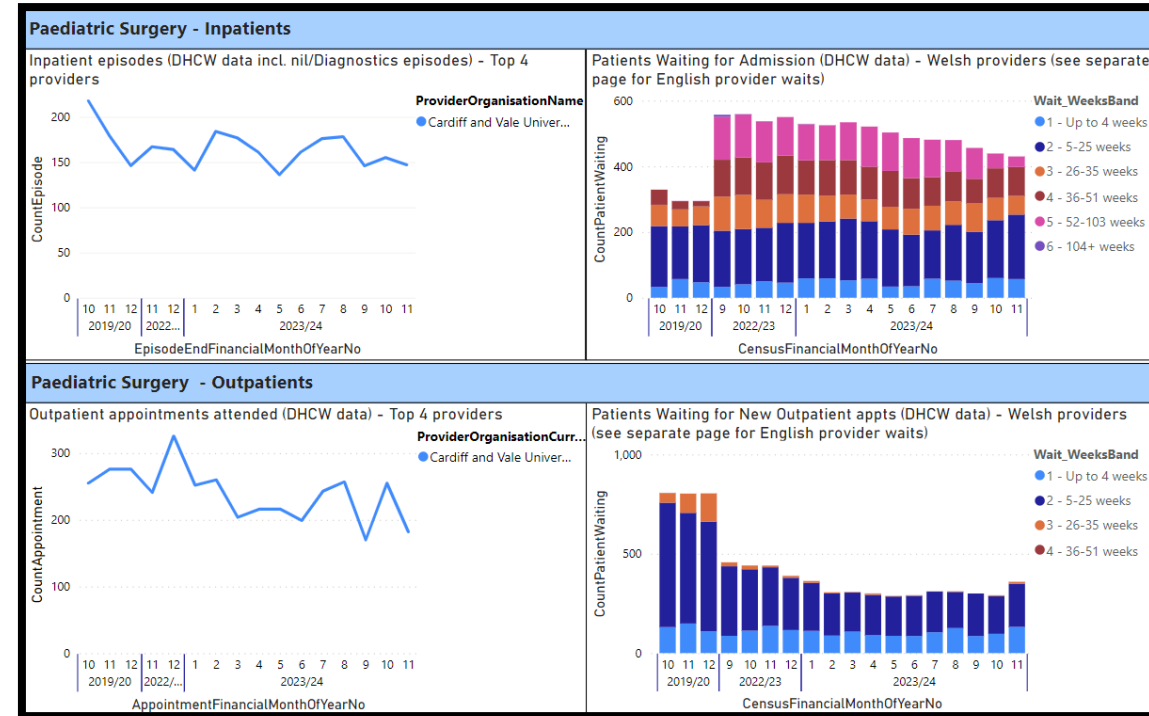 Paediatric Surgery - Inpatients
Inpatient episodes (DHCW data incl. nil/Diagnostics episodes) - Top 4
providers
ProviderOrganisationName
Cardiff and Vale Univer...
CountEpisode
200
150
100
50
0
10 11 12 11 12 1 2 3 4 5 6 7 8 9 10 11
2019/20 2022... 2023/24
EpisodeEndFinancialMonthOfYearNo
Patients Waiting for Admission (DHCW data) - Welsh providers (see separate
page for English provider waits)
Wait_WeeksBand
1 - Up to 4 weeks
2 - 5-25 weeks
3 - 26-35 weeks
4 - 36-51 weeks
5 - 52-103 weeks
6 - 104+ weeks
CountPatientWaiting
600
400
200
0
10 11 12 9 10 11 12 1 2 3 4 5 6 7 8 9 10 11
2019/20 2022/23 2023/24
CensusFinancialMonthOfYearNo
Paediatric Surgery - Outpatients
Outpatient appointments attended (DHCW data) - Top 4 providers
ProviderOrganisationCurr...
Cardiff and Vale Univer...
CountAppointment
300
200
100
0
10 11 12 11 12 1 2 3 4 5 6 7 8 9 10 11
2019/20 2022/... 2023/24
AppointmentFinancialMonthOfYearNo
Patients Waiting for New Outpatient appts (DHCW data) - Welsh providers
(see separate page for English provider waits)
Wait_WeeksBand
1 - Up to 4 weeks
2 - 5-25 weeks
3 - 26-35 weeks
4 - 36-51 weeks
CountPatientWaiting
1,000
500
0
10 11 12 9 10 11 12 1 2 3 4 5 6 7 8 9 10 11
2019/20 2022/23 2023/24
CensusFinancialMonthOfYearNo